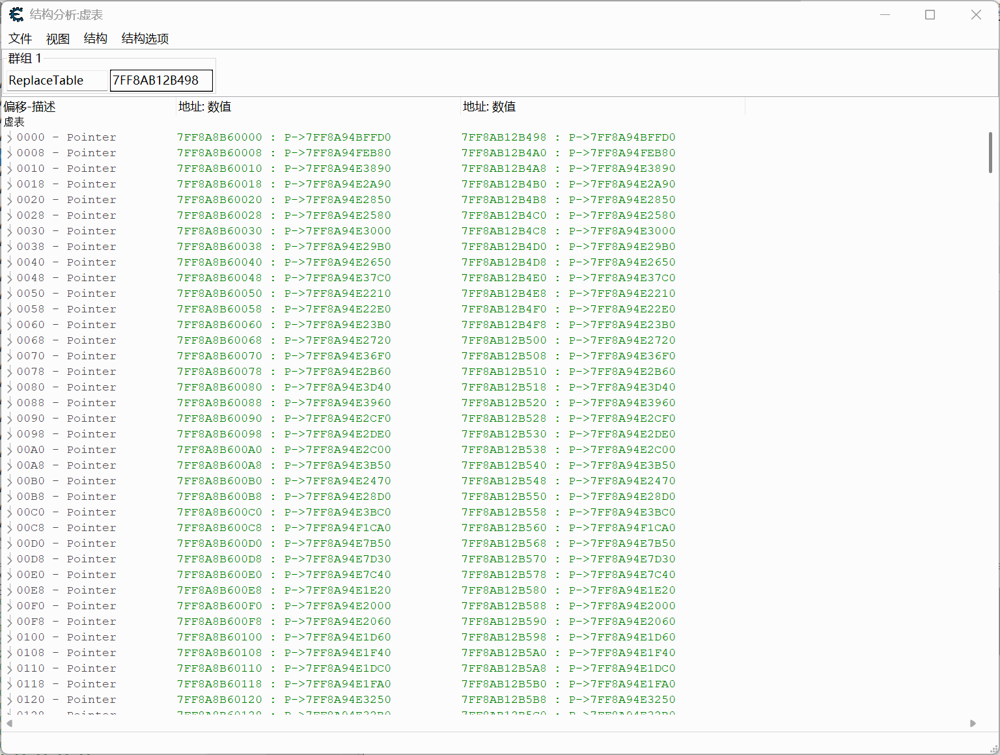 结构分析:虚表
文件 视图 结构 结构选项
群组 1
ReplaceTable 7FF8AB12B498
偏移-描述 地址: 数值 地址: 数值
虚表
0000 - Pointer 7FF8A8B60000 : P->7FF8A94BFFD0 7FF8AB12B498 : P->7FF8A94BFFD0
0008 - Pointer 7FF8A8B60008 : P->7FF8A94FEB80 7FF8AB12B4A0 : P->7FF8A94FEB80
0010 - Pointer 7FF8A8B60010 : P->7FF8A94E3890 7FF8AB12B4A8 : P->7FF8A94E3890
0018 - Pointer 7FF8A8B60018 : P->7FF8A94E2A90 7FF8AB12B4B0 : P->7FF8A94E2A90
0020 - Pointer 7FF8A8B60020 : P->7FF8A94E2850 7FF8AB12B4B8 : P->7FF8A94E2850
0028 - Pointer 7FF8A8B60028 : P->7FF8A94E2580 7FF8AB12B4C0 : P->7FF8A94E2580
0030 - Pointer 7FF8A8B60030 : P->7FF8A94E3000 7FF8AB12B4C8 : P->7FF8A94E3000
0038 - Pointer 7FF8A8B60038 : P->7FF8A94E29B0 7FF8AB12B4D0 : P->7FF8A94E29B0
0040 - Pointer 7FF8A8B60040 : P->7FF8A94E2650 7FF8AB12B4D8 : P->7FF8A94E2650
0048 - Pointer 7FF8A8B60048 : P->7FF8A94E37C0 7FF8AB12B4E0 : P->7FF8A94E37C0
0050 - Pointer 7FF8A8B60050 : P->7FF8A94E2210 7FF8AB12B4E8 : P->7FF8A94E2210
0058 - Pointer 7FF8A8B60058 : P->7FF8A94E22E0 7FF8AB12B4F0 : P->7FF8A94E22E0
0060 - Pointer 7FF8A8B60060 : P->7FF8A94E23B0 7FF8AB12B4F8 : P->7FF8A94E23B0
0068 - Pointer 7FF8A8B60068 : P->7FF8A94E2720 7FF8AB12B500 : P->7FF8A94E2720
0070 - Pointer 7FF8A8B60070 : P->7FF8A94E36F0 7FF8AB12B508 : P->7FF8A94E36F0
0078 - Pointer 7FF8A8B60078 : P->7FF8A94E2B60 7FF8AB12B510 : P->7FF8A94E2B60
0080 - Pointer 7FF8A8B60080 : P->7FF8A94E3D40 7FF8AB12B518 : P->7FF8A94E3D40
0088 - Pointer 7FF8A8B60088 : P->7FF8A94E3960 7FF8AB12B520 : P->7FF8A94E3960
0090 - Pointer 7FF8A8B60090 : P->7FF8A94E2CF0 7FF8AB12B528 : P->7FF8A94E2CF0
0098 - Pointer 7FF8A8B60098 : P->7FF8A94E2DE0 7FF8AB12B530 : P->7FF8A94E2DE0
00A0 - Pointer 7FF8A8B600A0 : P->7FF8A94E2C00 7FF8AB12B538 : P->7FF8A94E2C00
00A8 - Pointer 7FF8A8B600A8 : P->7FF8A94E3B50 7FF8AB12B540 : P->7FF8A94E3B50
00B0 - Pointer 7FF8A8B600B0 : P->7FF8A94E2470 7FF8AB12B548 : P->7FF8A94E2470
00B8 - Pointer 7FF8A8B600B8 : P->7FF8A94E28D0 7FF8AB12B550 : P->7FF8A94E28D0
00C0 - Pointer 7FF8A8B600C0 : P->7FF8A94E3BC0 7FF8AB12B558 : P->7FF8A94E3BC0
00C8 - Pointer 7FF8A8B600C8 : P->7FF8A94F1CA0 7FF8AB12B560 : P->7FF8A94F1CA0
00D0 - Pointer 7FF8A8B600D0 : P->7FF8A94E7B50 7FF8AB12B568 : P->7FF8A94E7B50
00D8 - Pointer 7FF8A8B600D8 : P->7FF8A94E7D30 7FF8AB12B570 : P->7FF8A94E7D30
00E0 - Pointer 7FF8A8B600E0 : P->7FF8A94E7C40 7FF8AB12B578 : P->7FF8A94E7C40
00E8 - Pointer 7FF8A8B600E8 : P->7FF8A94E1E20 7FF8AB12B580 : P->7FF8A94E1E20
00F0 - Pointer 7FF8A8B600F0 : P->7FF8A94E2000 7FF8AB12B588 : P->7FF8A94E2000
00F8 - Pointer 7FF8A8B600F8 : P->7FF8A94E2060 7FF8AB12B590 : P->7FF8A94E2060
0100 - Pointer 7FF8A8B60100 : P->7FF8A94E1D60 7FF8AB12B598 : P->7FF8A94E1D60
0108 - Pointer 7FF8A8B60108 : P->7FF8A94E1F40 7FF8AB12B5A0 : P->7FF8A94E1F40
0110 - Pointer 7FF8A8B60110 : P->7FF8A94E1DC0 7FF8AB12B5A8 : P->7FF8A94E1DC0
0118 - Pointer 7FF8A8B60118 : P->7FF8A94E1FA0 7FF8AB12B5B0 : P->7FF8A94E1FA0
0120 - Pointer 7FF8A8B60120 : P->7FF8A94E3250 7FF8AB12B5B8 : P->7FF8A94E3250